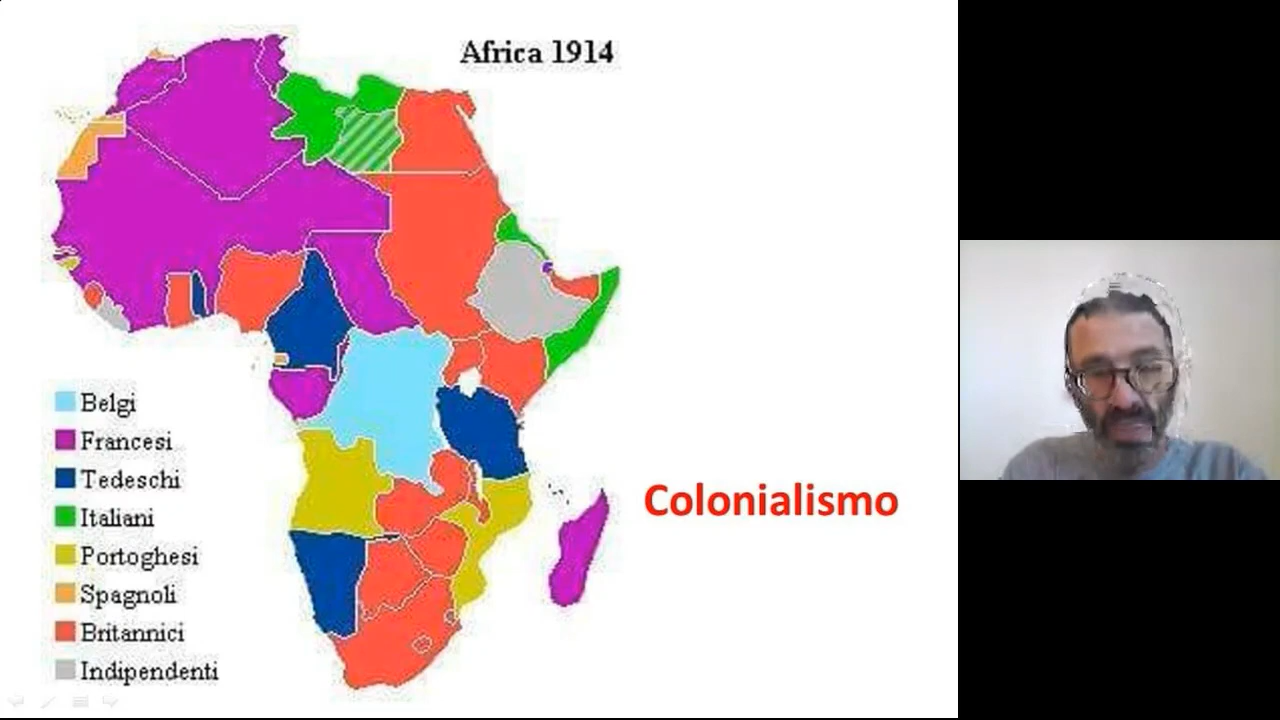 Africa 1914
Belgi
Francesi
Tedeschi
Italiani
Portoghesi
Spagnoli
Britannici
Indipendenti
Colonialismo